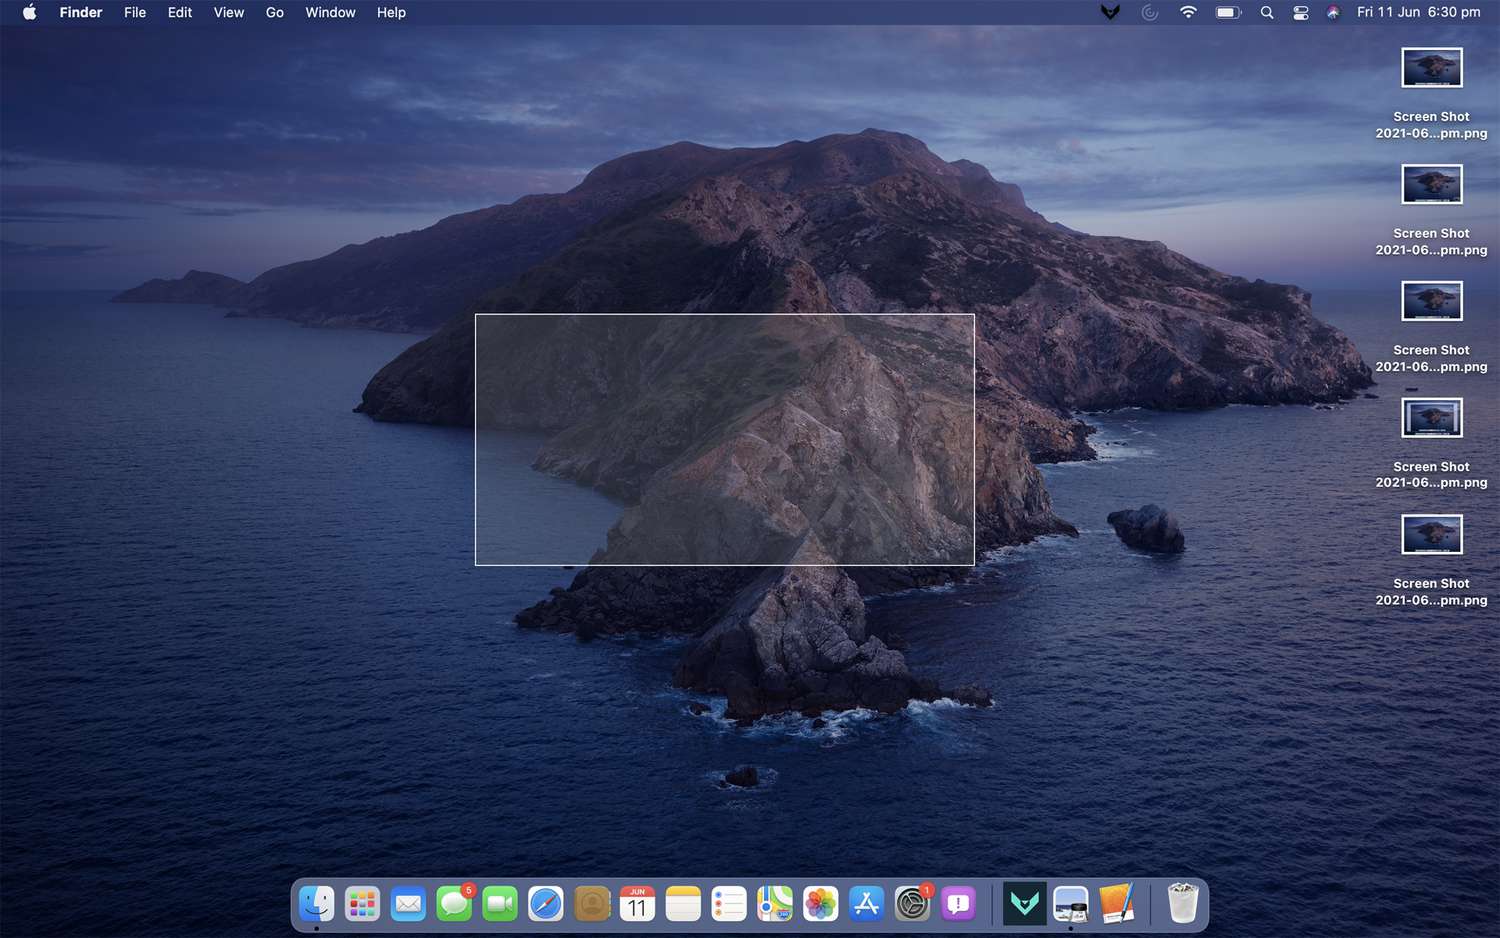 Finder File Edit View Go Window Help Fri 11 Jun 6:30 pm
Screen Shot
2021-06...pm.png
Screen Shot
2021-06...pm.png
Screen Shot
2021-06...pm.png
Screen Shot
2021-06...pm.png
Screen Shot
2021-06...pm.png
5
JUN
11
1